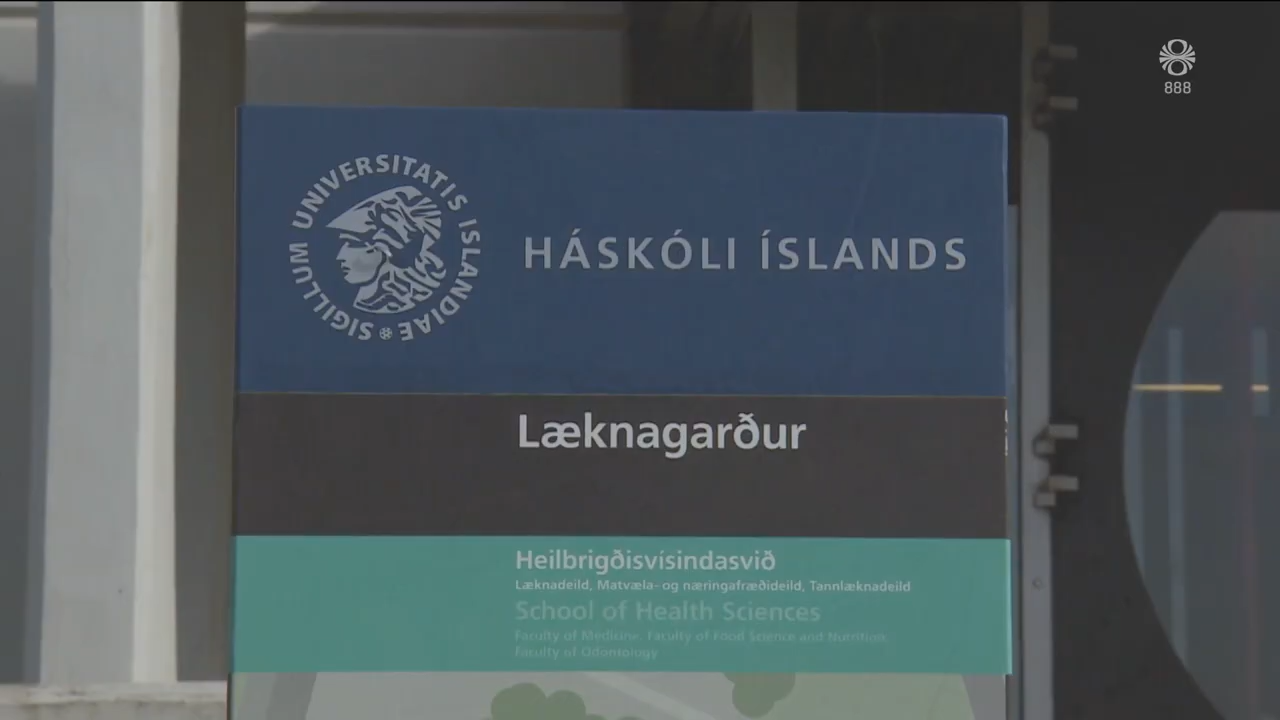 888
SIGILLUM UNIVERSITATIS ISLANDIAE
HÁSKÓLI ÍSLANDS
Læknagarður
Heilbrigðisvísindasvið
Læknadeild, Matvæla- og næringafræðideild, Tannlæknadeild
School of Health Sciences
Faculty of Medicine, Faculty of Food Science and Nutrition,
Faculty of Odontology